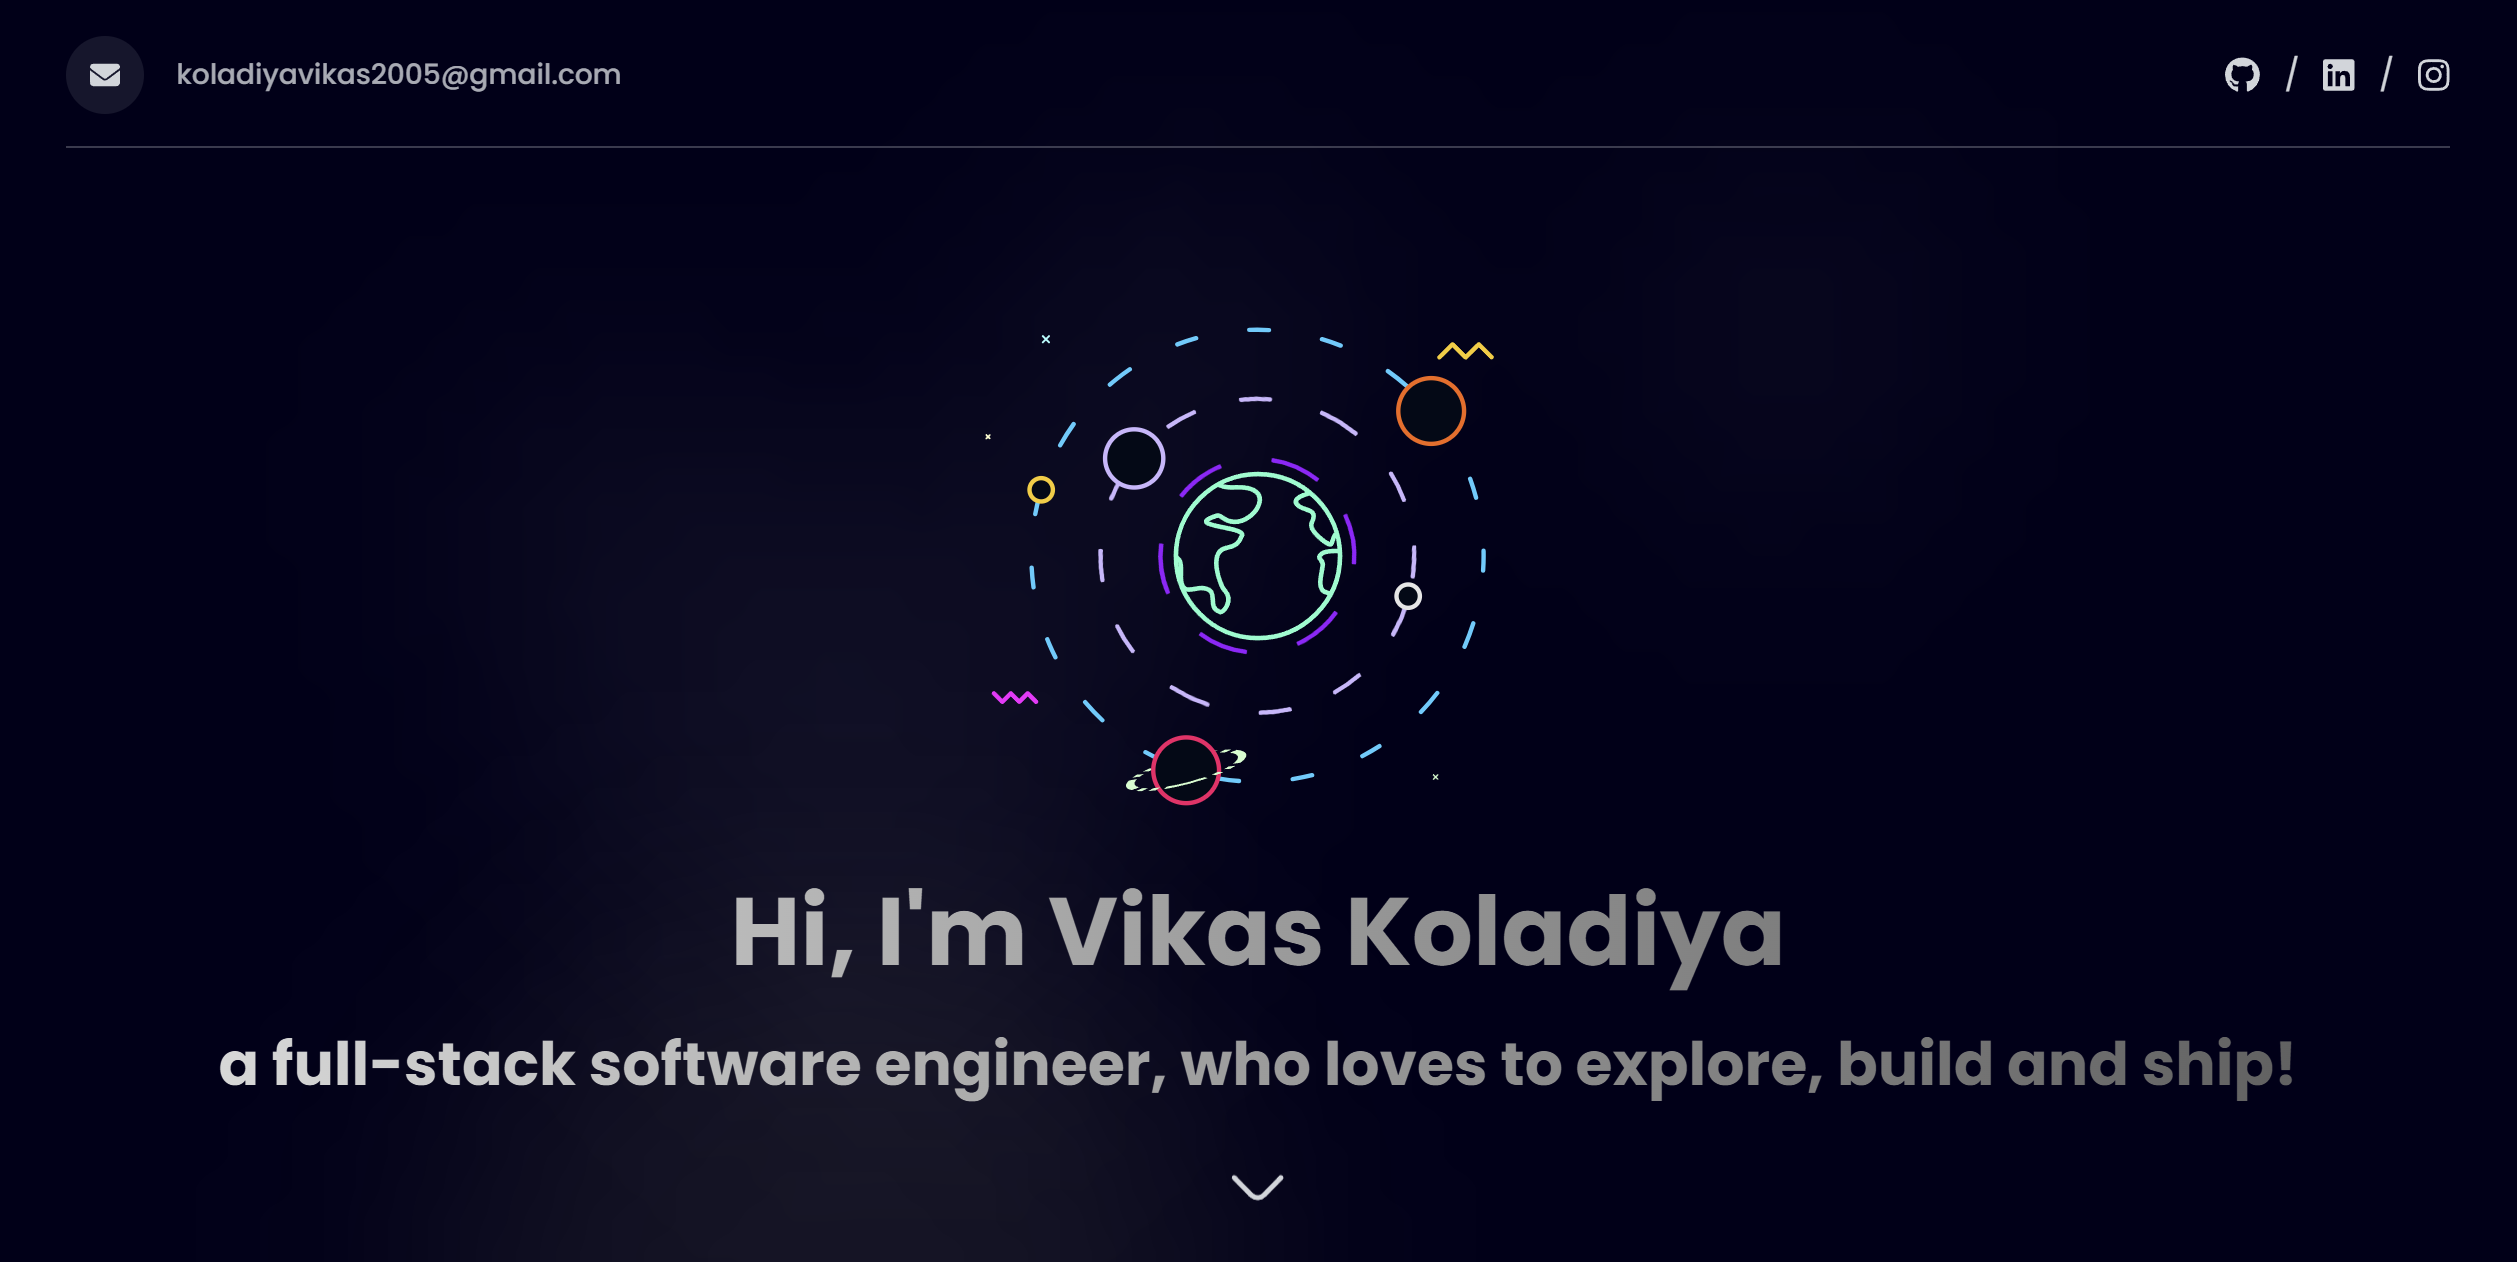 koladiyavikas2005@gmail.com
/ /
Hi, I'm Vikas Koladiya
a full-stack software engineer, who loves to explore, build and ship!